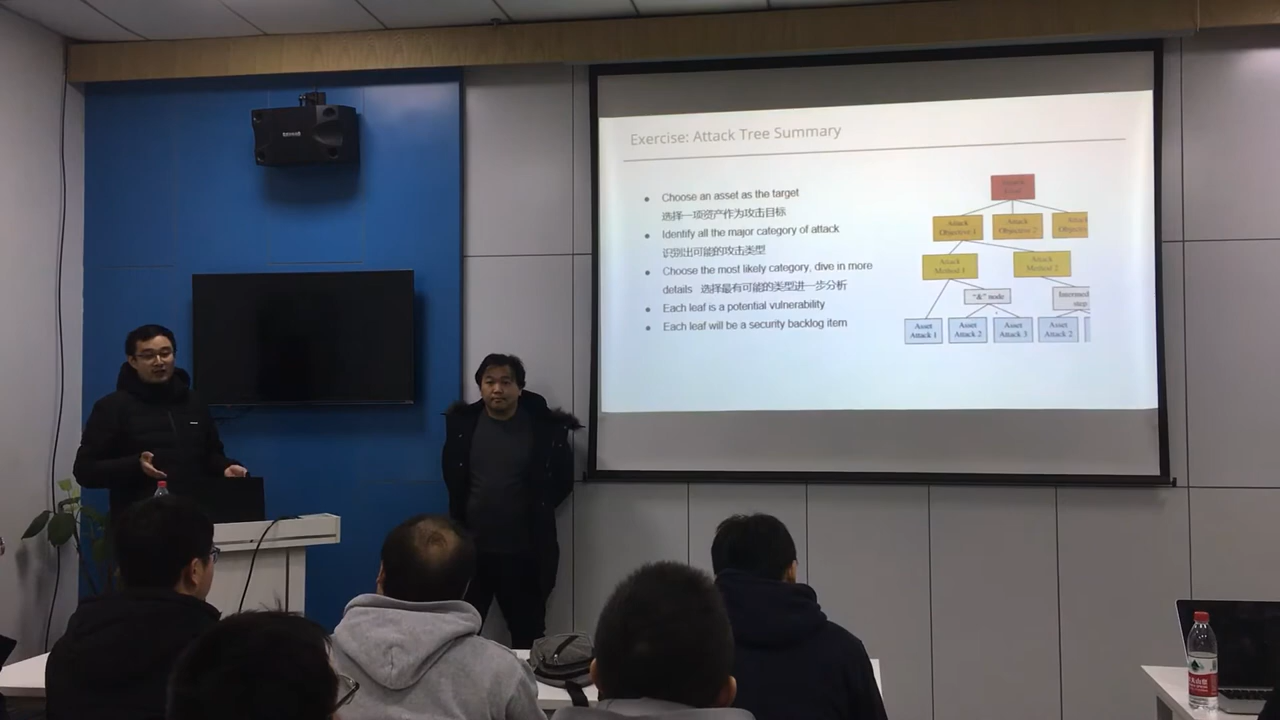 Exercise: Attack Tree Summary
Choose an asset as the target
选择一项资产作为攻击目标
Identify all the major category of attack
识别出可能的攻击类型
Choose the most likely category, dive in more
details 选择最有可能的类型进一步分析
Each leaf is a potential vulnerability
Each leaf will be a security backlog item
Attack
Attack
Objective 1
Attack
Objective 2
Attack
Method 1
Attack
Method 2
"&" node
step
Asset
Attack 1
Asset
Attack 2
Asset
Attack 3
Asset
Attack 2